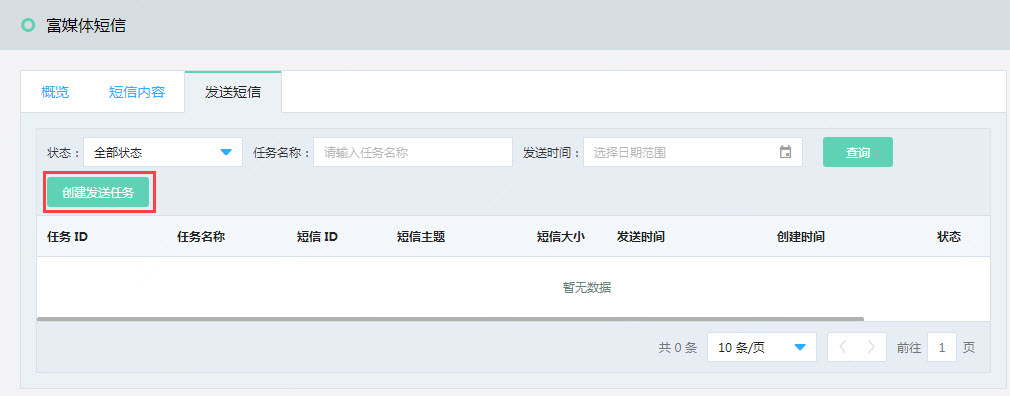 富媒体短信
概览 短信内容 发送短信
状态： 全部状态 任务名称： 请输入任务名称 发送时间： 选择日期范围 查询
创建发送任务
任务 ID 任务名称 短信 ID 短信主题 短信大小 发送时间 创建时间 状态
暂无数据
共 0 条 10 条/页 前往 1 页